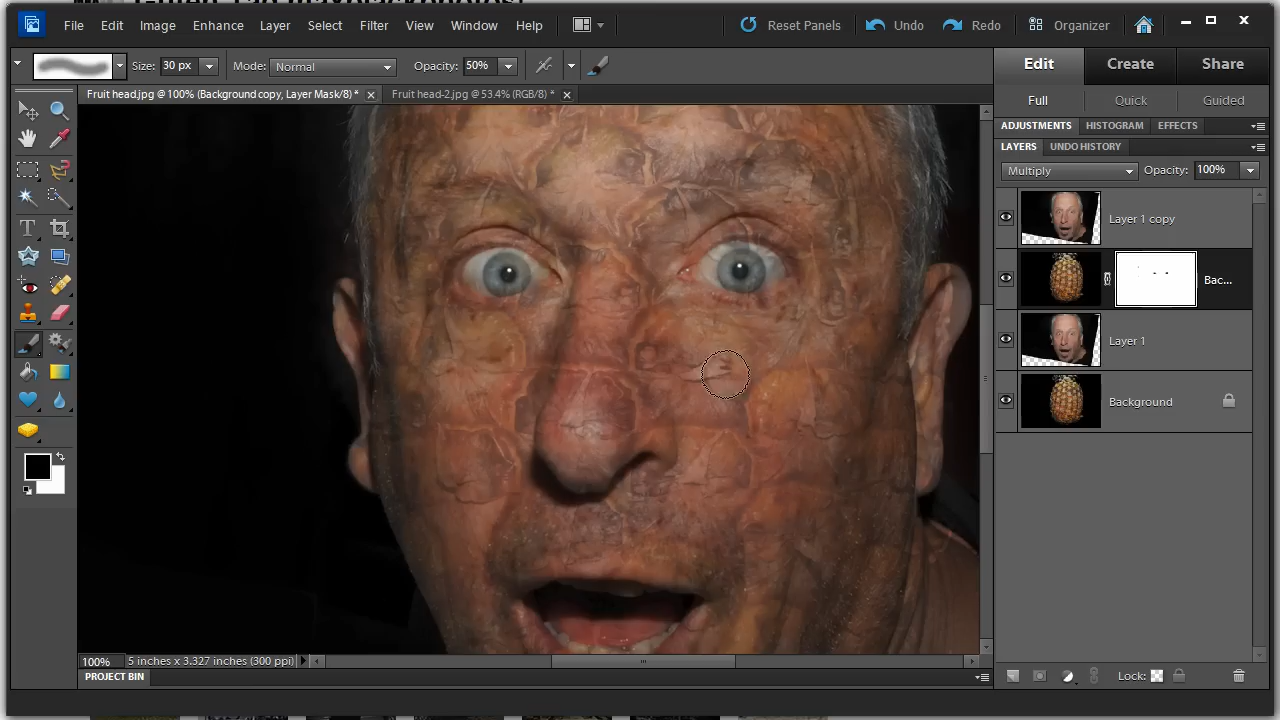 File Edit Image Enhance Layer Select Filter View Window Help Reset Panels Undo Redo Organizer
Size: 30 px Mode: Normal Opacity: 50%
Edit Create Share
Fruit head.jpg @ 100% (Background copy, Layer Mask/8) * Fruit head-2.jpg @ 53.4% (RGB/8) *
Full Quick Guided
ADJUSTMENTS HISTOGRAM EFFECTS
LAYERS UNDO HISTORY
Multiply Opacity: 100%
Layer 1 copy
Bac...
Layer 1
Background
T
100% 5 inches x 3.327 inches (300 ppi)
Lock:
PROJECT BIN